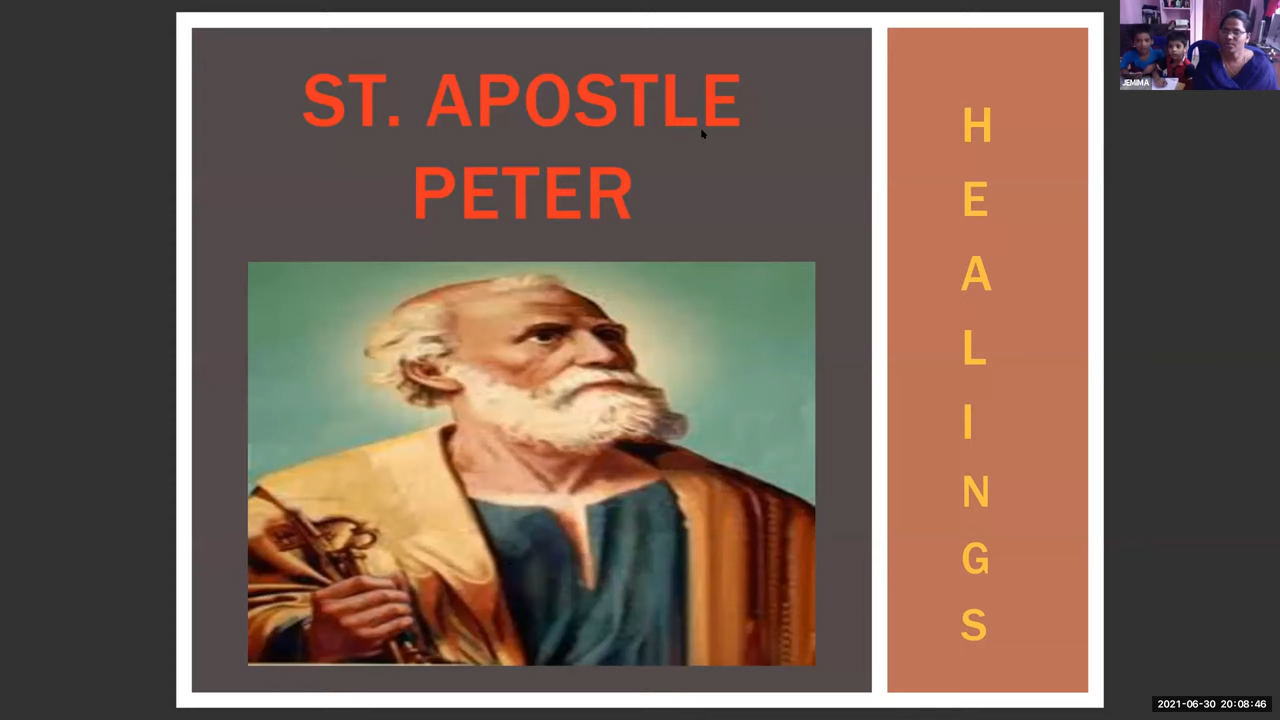 ST. APOSTLE
PETER
H
E
A
L
I
N
G
S
JEMIMA
2021-06-30 20:08:46